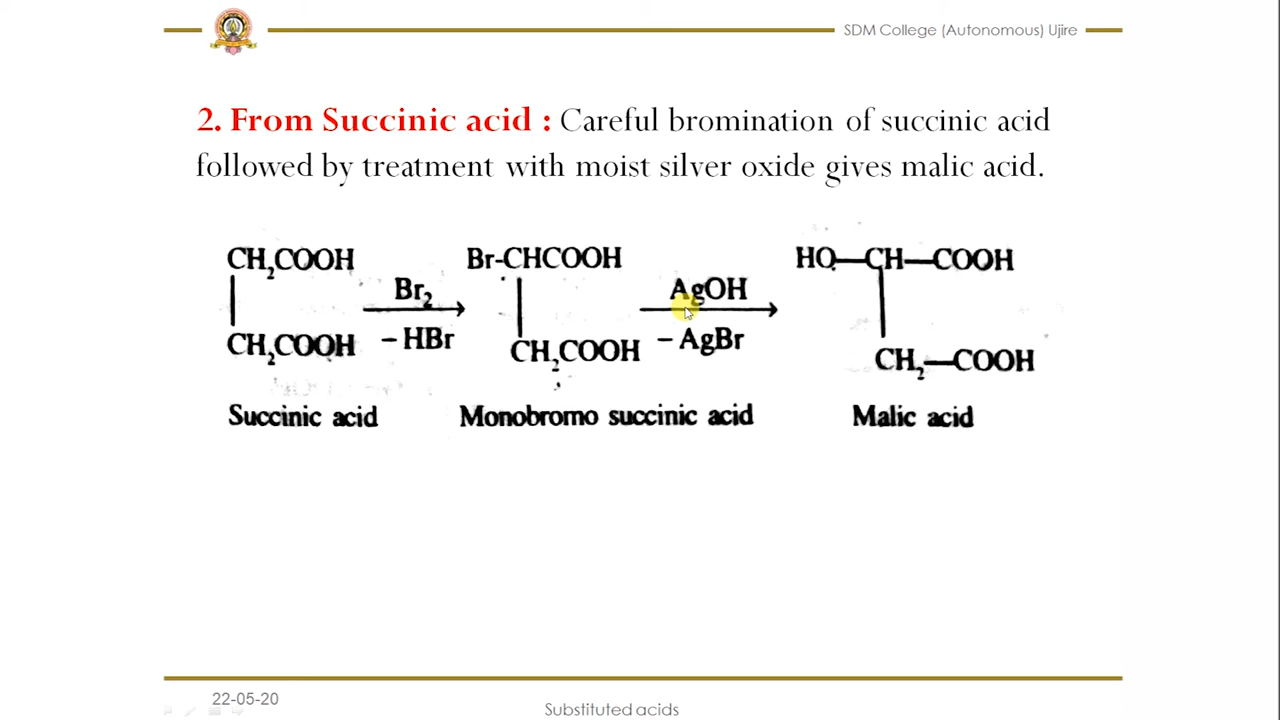 SDM College (Autonomous) Ujire
2. From Succinic acid : Careful bromination of succinic acid
followed by treatment with moist silver oxide gives malic acid.
CH₂COOH Br-CHCOOH HO—CH—COOH
Br₂ AgOH
– HBr – AgBr
CH₂COOH CH₂COOH CH₂—COOH
Succinic acid Monobromo succinic acid Malic acid
22-05-20
Substituted acids